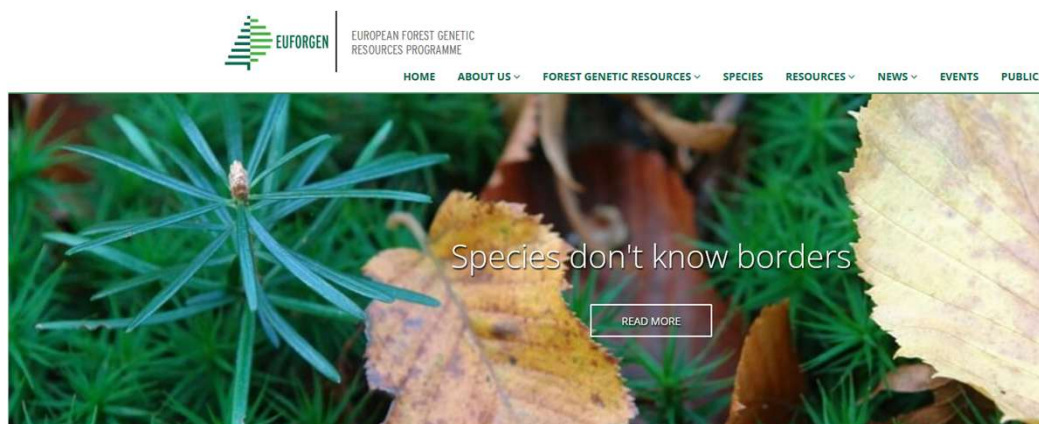 EUFORGEN
EUROPEAN FOREST GENETIC
RESOURCES PROGRAMME
HOME ABOUT US FOREST GENETIC RESOURCES SPECIES RESOURCES NEWS EVENTS PUBLIC
Species don't know borders
READ MORE